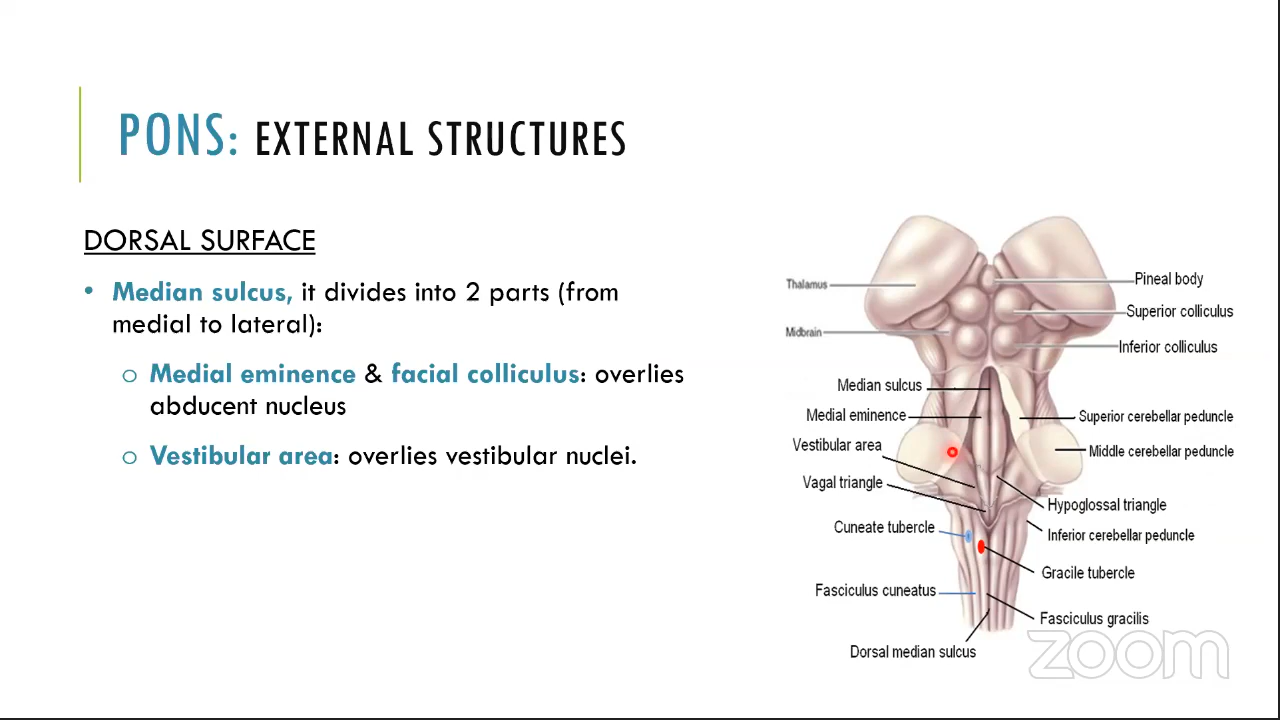 PONS: EXTERNAL STRUCTURES
DORSAL SURFACE
• Median sulcus, it divides into 2 parts (from
medial to lateral):
o Medial eminence & facial colliculus: overlies
abducent nucleus
o Vestibular area: overlies vestibular nuclei.
Thalamus
Midbrain
Median sulcus
Medial eminence
Vestibular area
Vagal triangle
Cuneate tubercle
Fasciculus cuneatus
Dorsal median sulcus
Pineal body
Superior colliculus
Inferior colliculus
Superior cerebellar peduncle
Middle cerebellar peduncle
Hypoglossal triangle
Inferior cerebellar peduncle
Gracile tubercle
Fasciculus gracilis
zoom